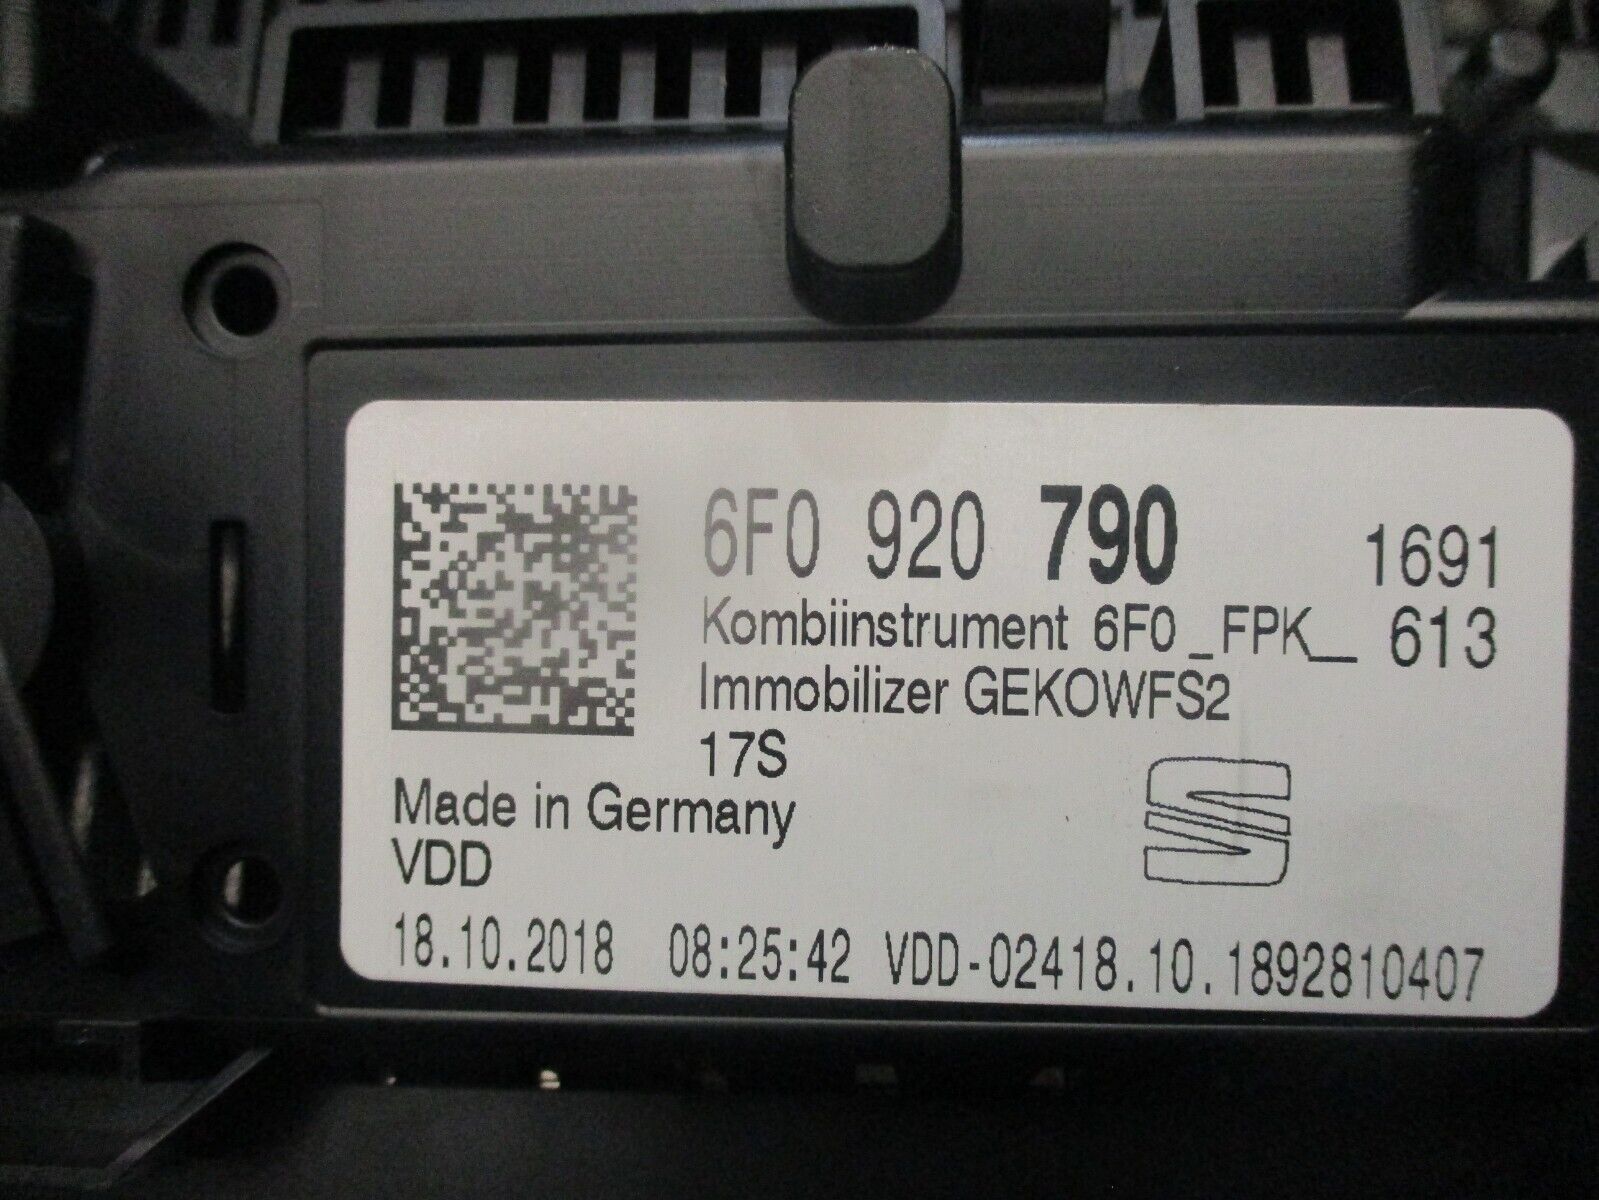 6F0 920 790 1691
Kombiinstrument 6F0_FPK_ 613
Immobilizer GEKOWFS2
17S
Made in Germany
VDD
18.10.2018 08:25:42 VDD-02418.10.1892810407